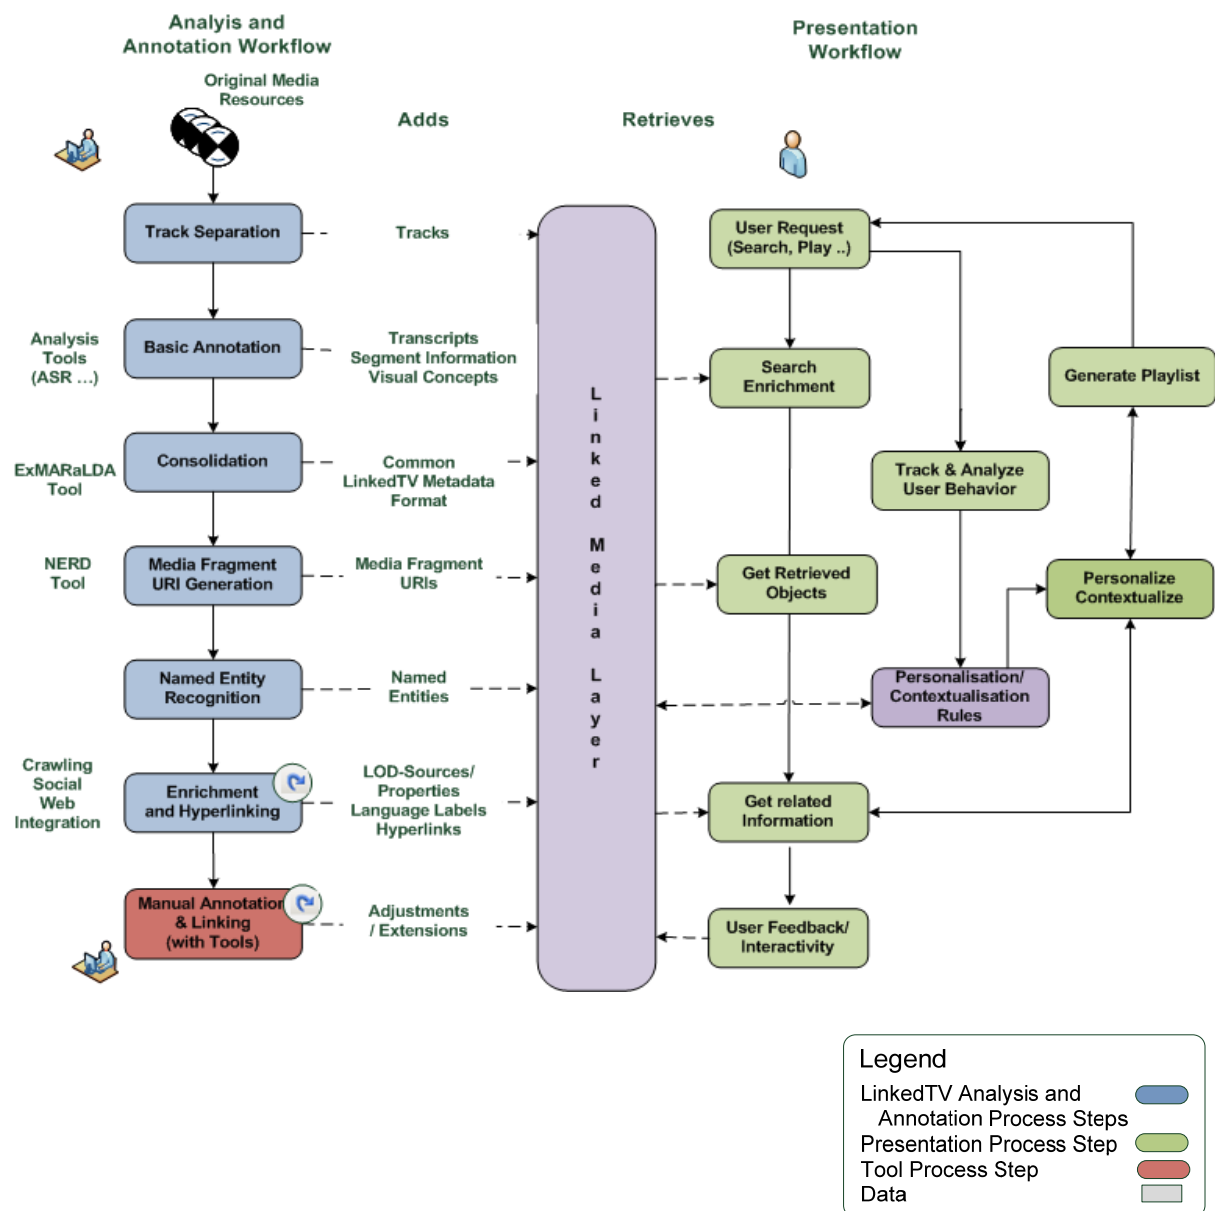 Analyis and
Annotation Workflow
Presentation
Workflow
Original Media
Resources
Adds
Retrieves
Track Separation
Tracks
User Request
(Search, Play ..)
Analysis
Tools
(ASR ...)
Basic Annotation
Transcripts
Segment Information
Visual Concepts
Search
Enrichment
Generate Playlist
ExMARaLDA
Tool
Consolidation
Common
LinkedTV Metadata
Format
Track & Analyze
User Behavior
NERD
Tool
Media Fragment
URI Generation
Media Fragment
URIs
Linked Media Layer
Get Retrieved
Objects
Personalize
Contextualize
Named Entity
Recognition
Named
Entities
Personalisation/
Contextualisation
Rules
Crawling
Social
Web
Integration
Enrichment
and Hyperlinking
LOD-Sources/
Properties
Language Labels
Hyperlinks
Get related
Information
Manual Annotation
& Linking
(with Tools)
Adjustments
/ Extensions
User Feedback/
Interactivity
Legend
LinkedTV Analysis and
Annotation Process Steps
Presentation Process Step
Tool Process Step
Data